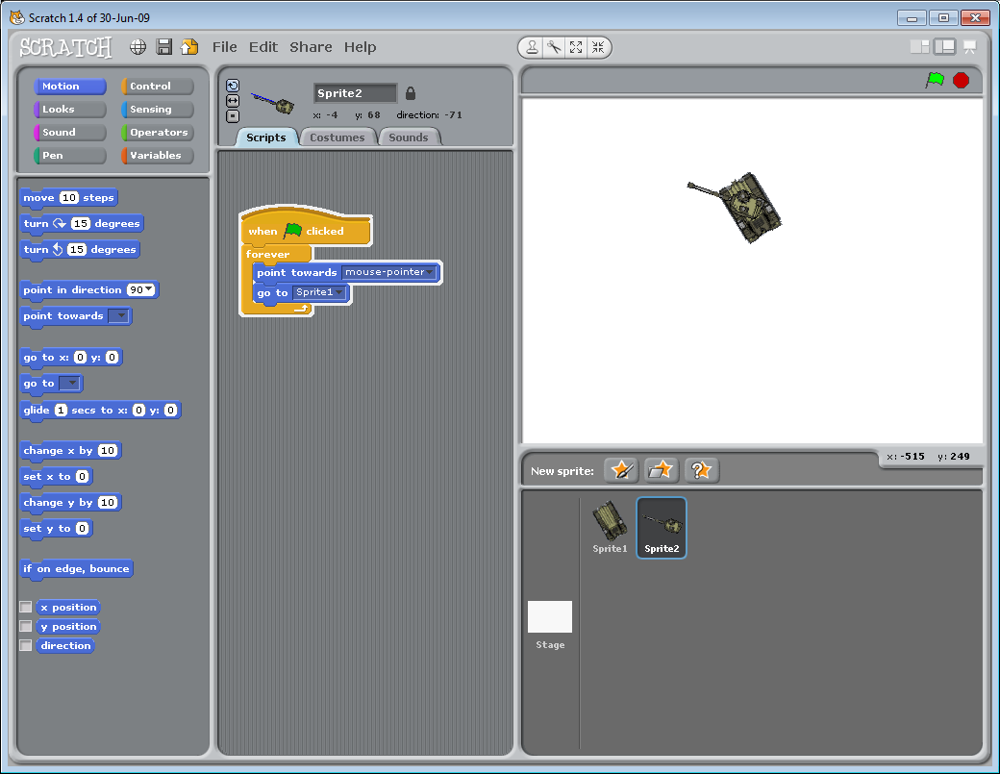 Scratch 1.4 of 30-Jun-09
SCRATCH File Edit Share Help
Motion Control
Looks Sensing
Sound Operators
Pen Variables
Sprite2
x: -4 y: 68 direction: -71
Scripts Costumes Sounds
move 10 steps
turn 15 degrees
turn 15 degrees
point in direction 90
point towards
go to x: 0 y: 0
go to
glide 1 secs to x: 0 y: 0
change x by 10
set x to 0
change y by 10
set y to 0
if on edge, bounce
x position
y position
direction
when clicked
forever
point towards mouse-pointer
go to Sprite1
x: -515 y: 249
New sprite:
Sprite1 Sprite2
Stage